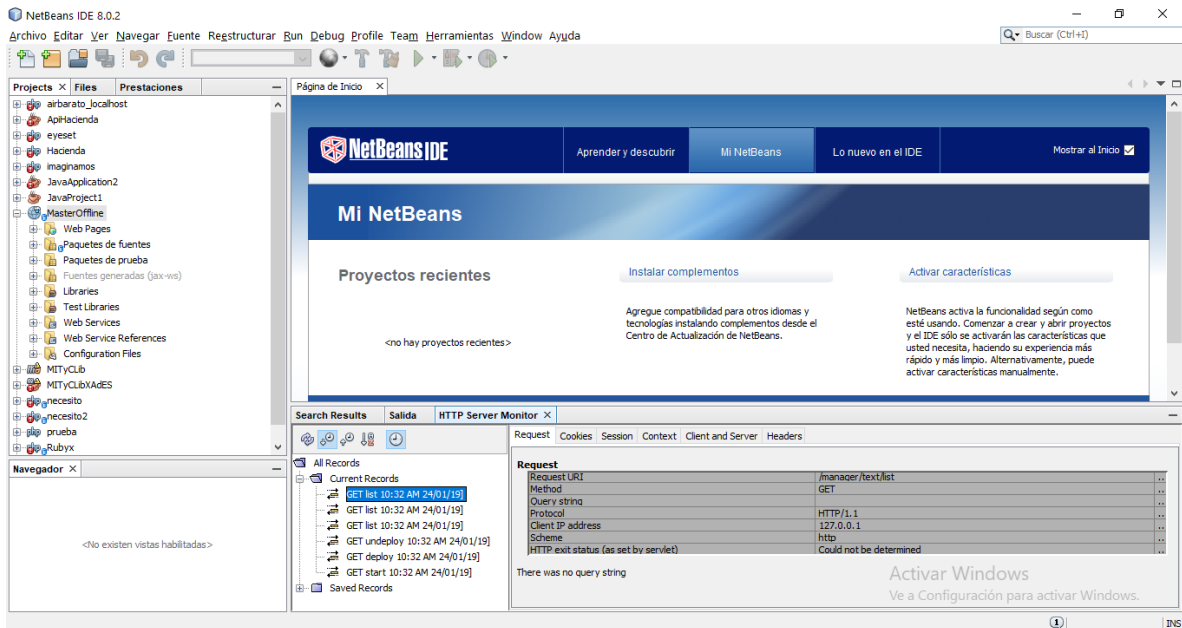 NetBeans IDE 8.0.2
Archivo Editar Ver Navegar Fuente Reestructurar Run Debug Profile Team Herramientas Window Ayuda
Buscar (Ctrl+I)
Projects Files Prestaciones
airbarato_localhost
ApiHacienda
eyeset
Hacienda
imaginamos
JavaApplication2
JavaProject1
MasterOffline
Web Pages
Paquetes de fuentes
Paquetes de prueba
Fuentes generadas (jax-ws)
Libraries
Test Libraries
Web Services
Web Service References
Configuration Files
MITyCLib
MITyCLibXAdES
necesito
necesito2
prueba
Rubyx
Navegador
<No existen vistas habilitadas>
Página de Inicio
NetBeans IDE
Aprender y descubrir
Mi NetBeans
Lo nuevo en el IDE
Mostrar al Inicio
Mi NetBeans
Proyectos recientes
<no hay proyectos recientes>
Instalar complementos
Agregue compatibilidad para otros idiomas y
tecnologías instalando complementos desde el
Centro de Actualización de NetBeans.
Activar características
NetBeans activa la funcionalidad según como
esté usando. Comenzar a crear y abrir proyectos
y el IDE sólo se activarán las características que
usted necesita, haciendo su experiencia más
rápido y más limpio. Alternativamente, puede
activar características manualmente.
Search Results Salida HTTP Server Monitor
All Records
Current Records
GET list 10:32 AM 24/01/19]
GET list 10:32 AM 24/01/19]
GET list 10:32 AM 24/01/19]
GET undeploy 10:32 AM 24/01/19]
GET deploy 10:32 AM 24/01/19]
GET start 10:32 AM 24/01/19]
Saved Records
Request Cookies Session Context Client and Server Headers
Request
Request URI /manager/text/list ..
Method GET ..
Query string ..
Protocol HTTP/1.1 ..
Client IP address 127.0.0.1 ..
Scheme http ..
HTTP exit status (as set by servlet) Could not be determined ..
There was no query string
Activar Windows
Ve a Configuración para activar Windows.
1 INS